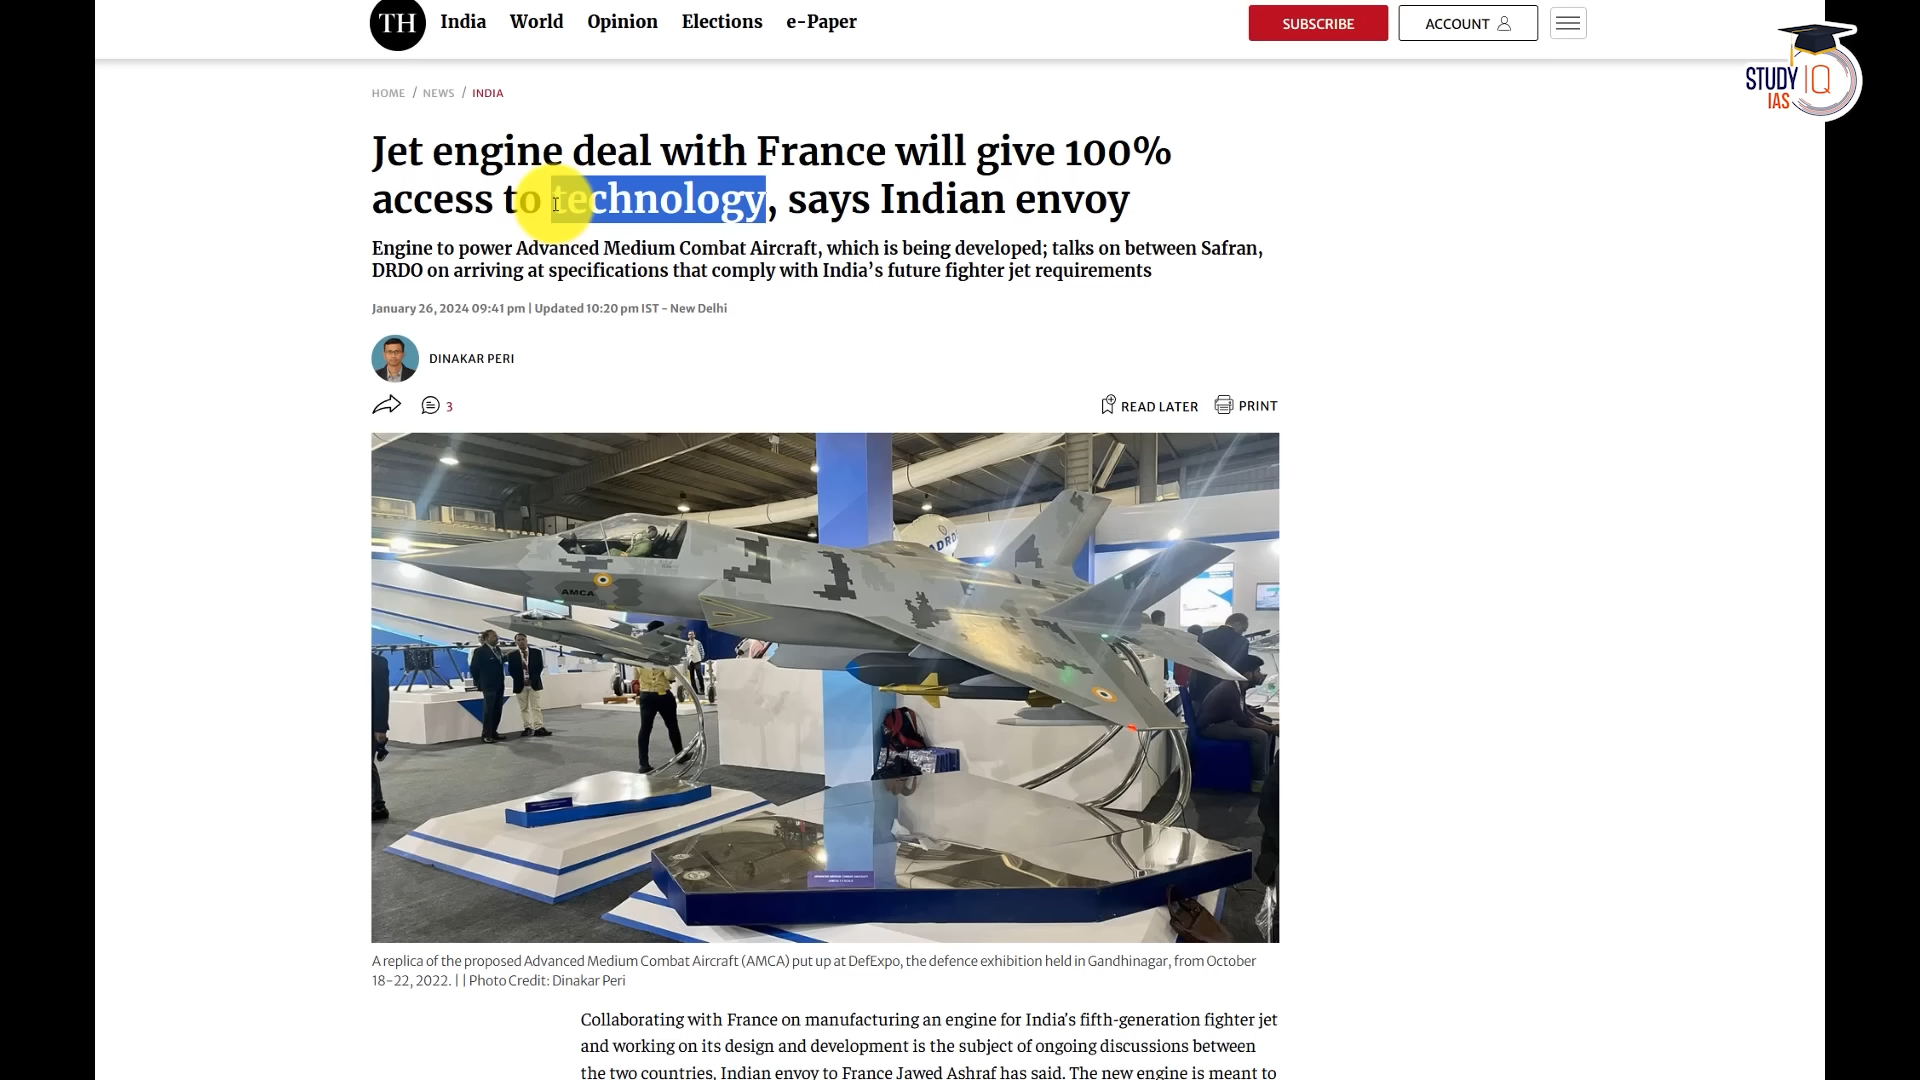 TH India World Opinion Elections e-Paper
SUBSCRIBE
ACCOUNT
STUDY IQ
IAS
HOME / NEWS / INDIA
Jet engine deal with France will give 100%
access to technology, says Indian envoy
Engine to power Advanced Medium Combat Aircraft, which is being developed; talks on between Safran,
DRDO on arriving at specifications that comply with India’s future fighter jet requirements
January 26, 2024 09:41 pm | Updated 10:20 pm IST - New Delhi
DINAKAR PERI
3
READ LATER
PRINT
DRDO
AMCA
A replica of the proposed Advanced Medium Combat Aircraft (AMCA) put up at DefExpo, the defence exhibition held in Gandhinagar, from October
18-22, 2022. | | Photo Credit: Dinakar Peri
Collaborating with France on manufacturing an engine for India’s fifth-generation fighter jet
and working on its design and development is the subject of ongoing discussions between
the two countries, Indian envoy to France Jawed Ashraf has said. The new engine is meant to